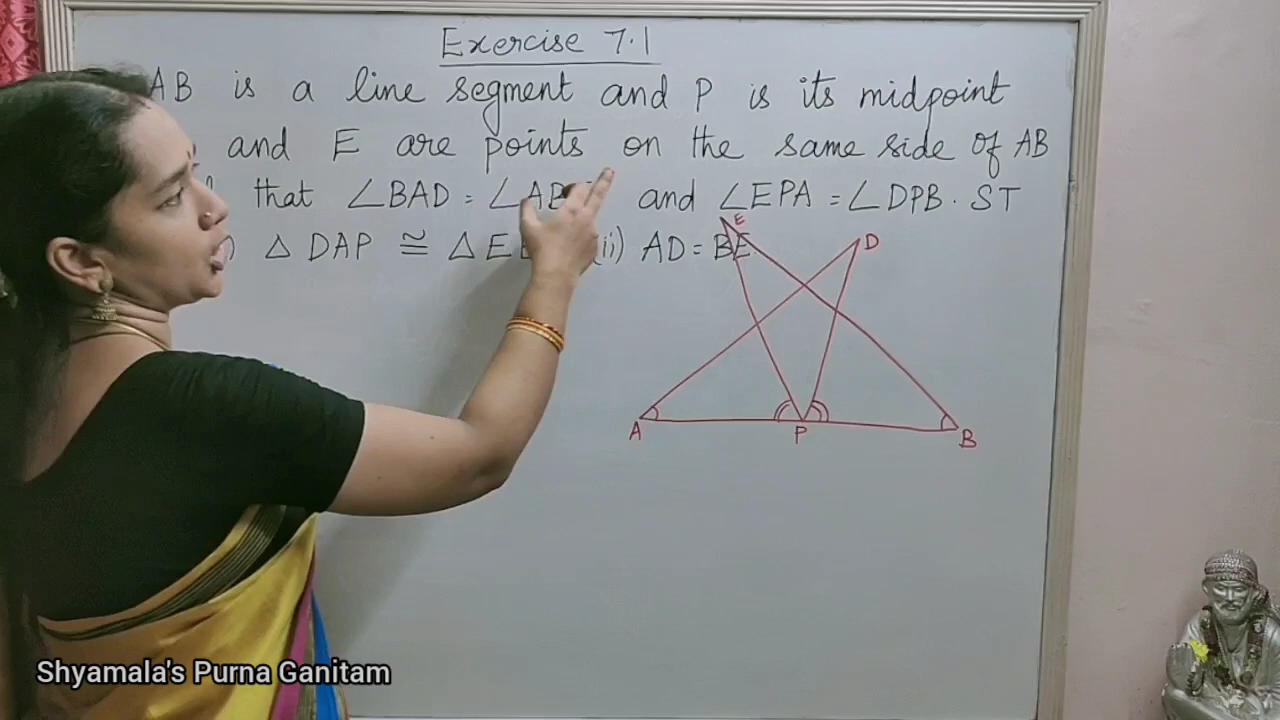 Exercise 7.1
AB is a line segment and P is its midpoint
and E are points on the same side of AB
that ∠BAD = ∠AB and ∠EPA = ∠DPB. ST
) △ DAP ≅ △ E (ii) AD = BE.
E
D
A
P
B
Shyamala's Purna Ganitam